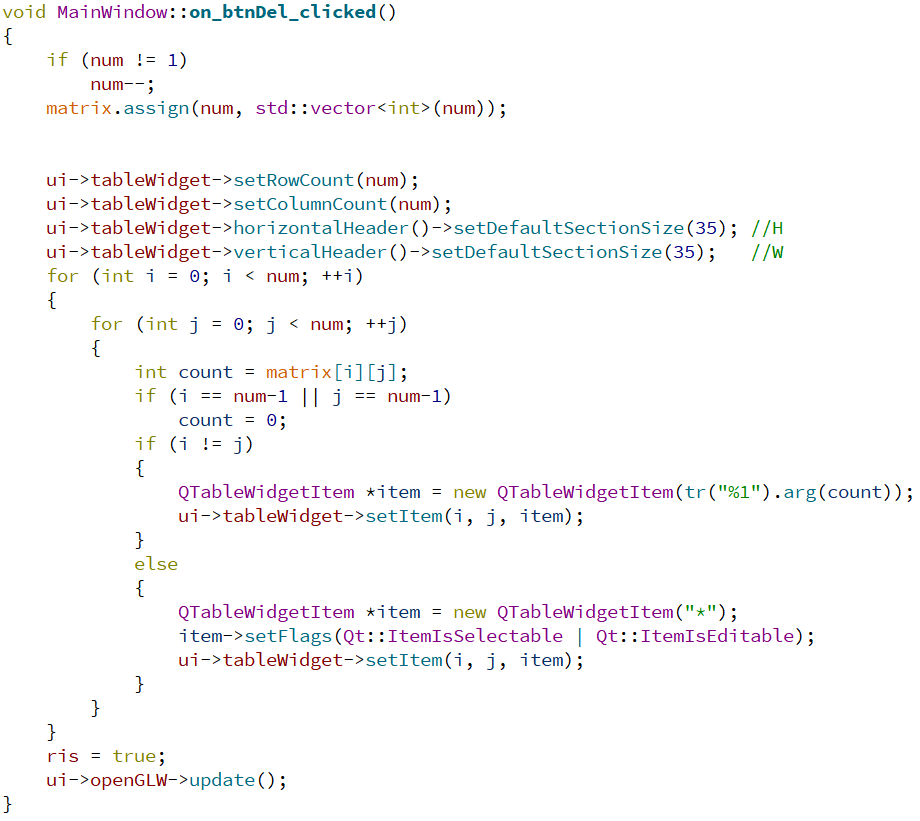 void MainWindow::on_btnDel_clicked()
{
    if (num != 1)
        num--;
    matrix.assign(num, std::vector<int>(num));
    ui->tableWidget->setRowCount(num);
    ui->tableWidget->setColumnCount(num);
    ui->tableWidget->horizontalHeader()->setDefaultSectionSize(35); //H
    ui->tableWidget->verticalHeader()->setDefaultSectionSize(35);   //W
    for (int i = 0; i < num; ++i)
    {
        for (int j = 0; j < num; ++j)
        {
            int count = matrix[i][j];
            if (i == num-1 || j == num-1)
                count = 0;
            if (i != j)
            {
                QTableWidgetItem *item = new QTableWidgetItem(tr("%1").arg(count));
                ui->tableWidget->setItem(i, j, item);
            }
            else
            {
                QTableWidgetItem *item = new QTableWidgetItem("*");
                item->setFlags(Qt::ItemIsSelectable | Qt::ItemIsEditable);
                ui->tableWidget->setItem(i, j, item);
            }
        }
    }
    ris = true;
    ui->openGLW->update();
}